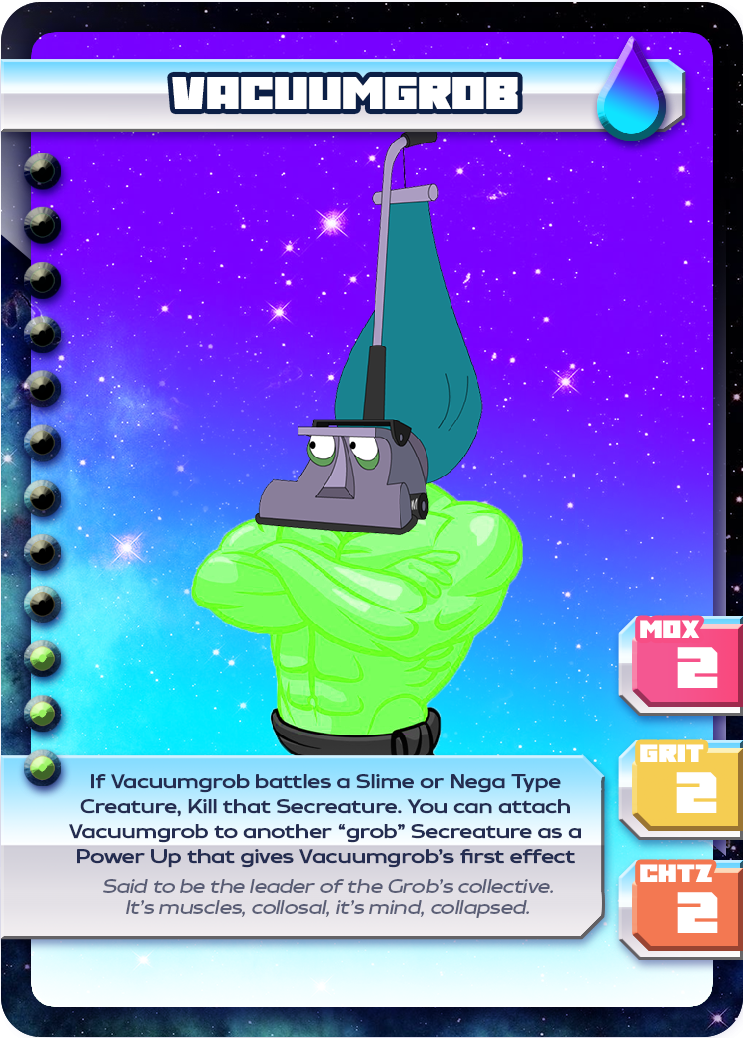 VACUUMGROB
MOX
2
GRIT
2
CHTZ
2
If Vacuumgrob battles a Slime or Nega Type
Creature, Kill that Secreature. You can attach
Vacuumgrob to another “grob” Secreature as a
Power Up that gives Vacuumgrob’s first effect
Said to be the leader of the Grob’s collective.
It’s muscles, collosal, it’s mind, collapsed.